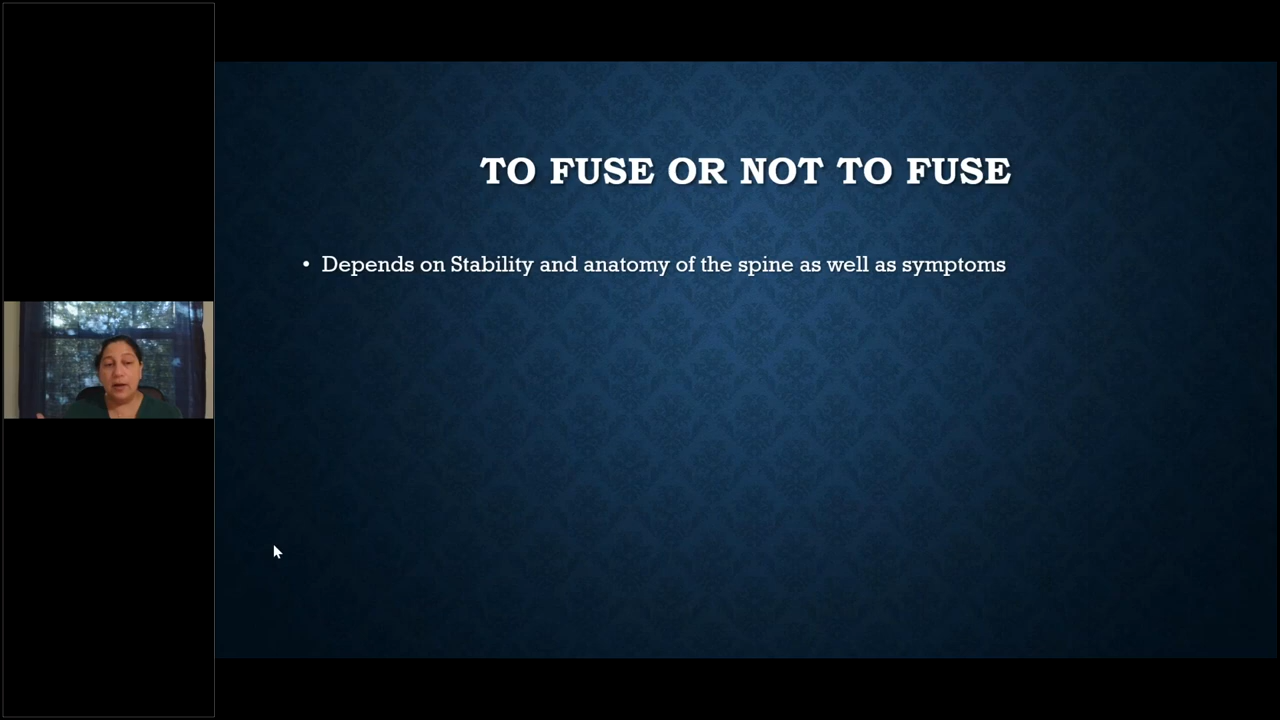 TO FUSE OR NOT TO FUSE
• Depends on Stability and anatomy of the spine as well as symptoms